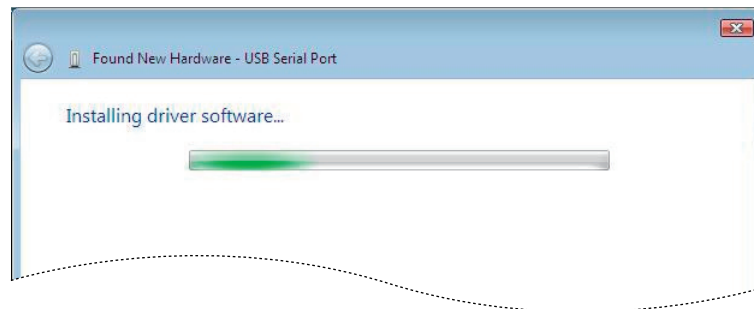 Found New Hardware - USB Serial Port
Installing driver software...